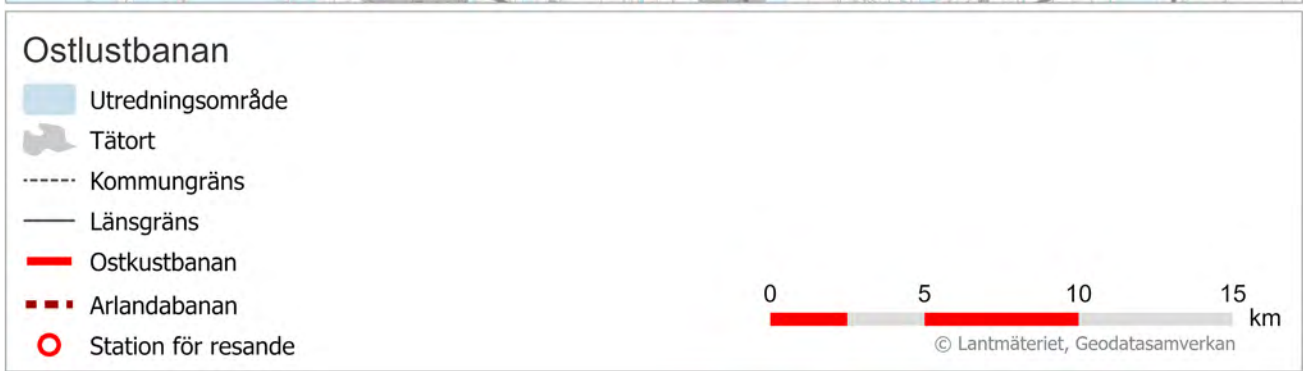 Ostlustbanan
Utredningsområde
Tätort
Kommungräns
Länsgräns
Ostkustbanan
Arlandabanan
Station för resande
0 5 10 15
km
© Lantmäteriet, Geodatasamverkan